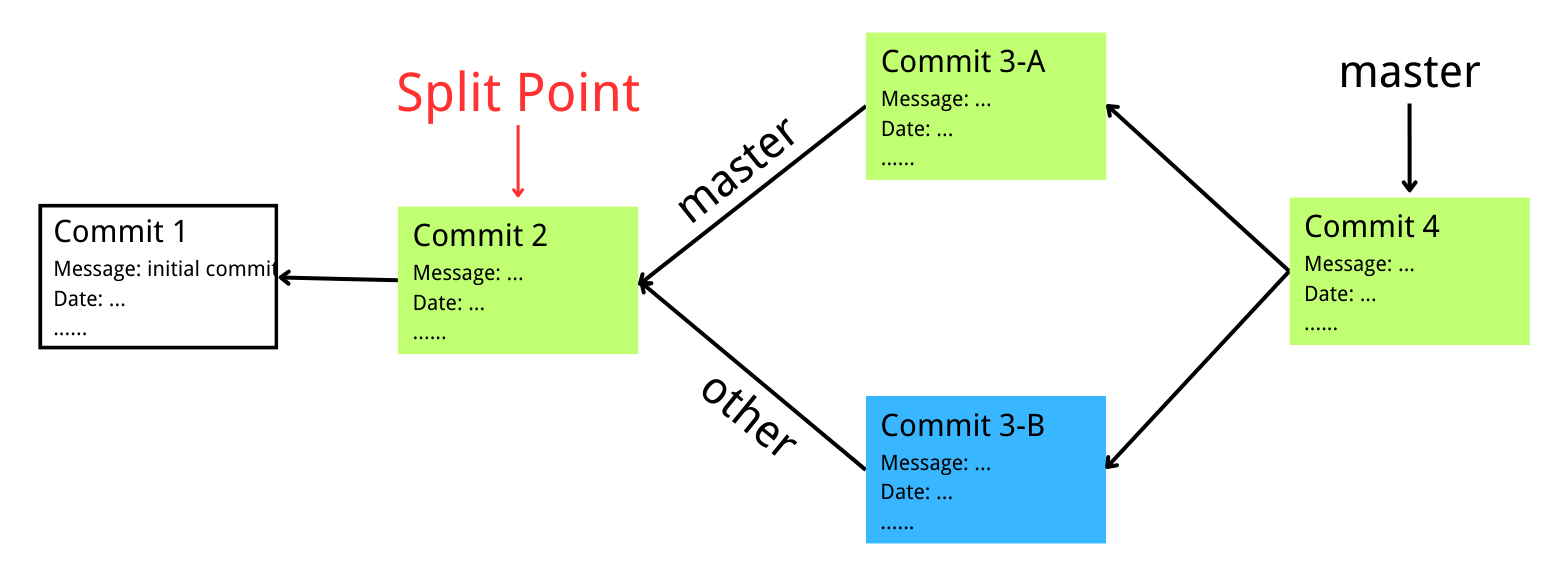 Split Point
Commit 1
Message: initial commit
Date: ...
......
Commit 2
Message: ...
Date: ...
......
master
other
Commit 3-A
Message: ...
Date: ...
......
Commit 3-B
Message: ...
Date: ...
......
master
Commit 4
Message: ...
Date: ...
......